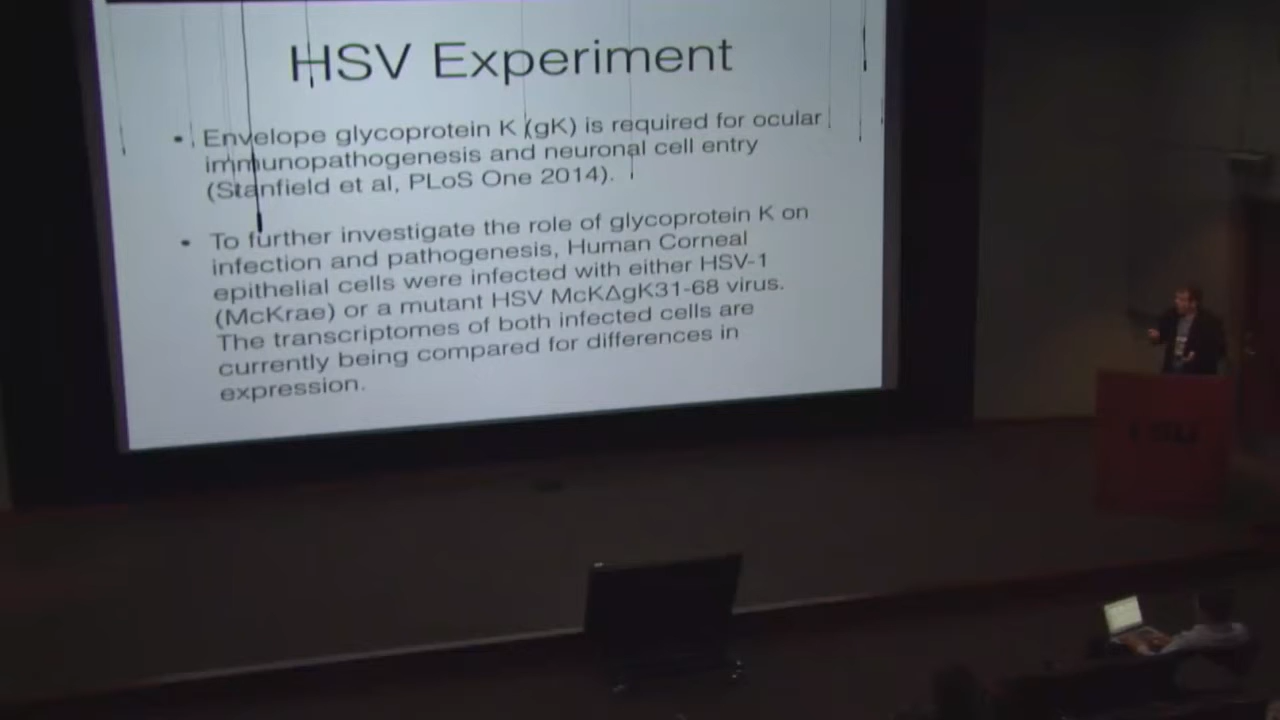 HSV Experiment
• Envelope glycoprotein K (gK) is required for ocular
immunopathogenesis and neuronal cell entry
(Stanfield et al, PLoS One 2014).
• To further investigate the role of glycoprotein K on
infection and pathogenesis, Human Corneal
epithelial cells were infected with either HSV-1
(McKrae) or a mutant HSV McKΔgK31-68 virus.
The transcriptomes of both infected cells are
currently being compared for differences in
expression.